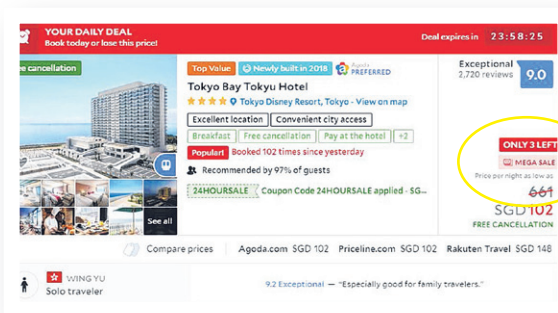 YOUR DAILY DEAL
Book today or lose this price!
Deal expires in 23:58:25
e cancellation
Top Value Newly built in 2018 Agoda PREFERRED
Exceptional
2,720 reviews 9.0
Tokyo Bay Tokyu Hotel
Tokyo Disney Resort, Tokyo - View on map
Excellent location Convenient city access
Breakfast Free cancellation Pay at the hotel +2
Popular! Booked 102 times since yesterday
Recommended by 97% of guests
24HOURSALE Coupon Code 24HOURSALE applied - SG...
See all
ONLY 3 LEFT
MEGA SALE
Price per night as low as
661
SGD102
FREE CANCELLATION
Compare prices Agoda.com SGD 102 Priceline.com SGD 102 Rakuten Travel SGD 148
WING YU
Solo traveler
9.2 Exceptional — "Especially good for family travelers."